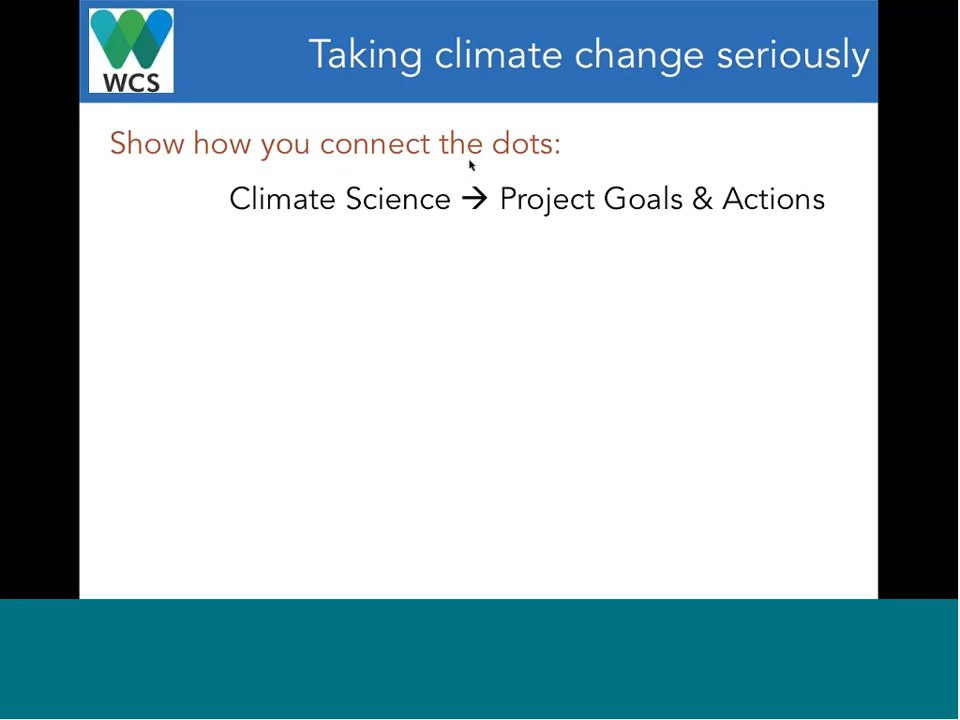 WCS
Taking climate change seriously
Show how you connect the dots:
Climate Science → Project Goals & Actions